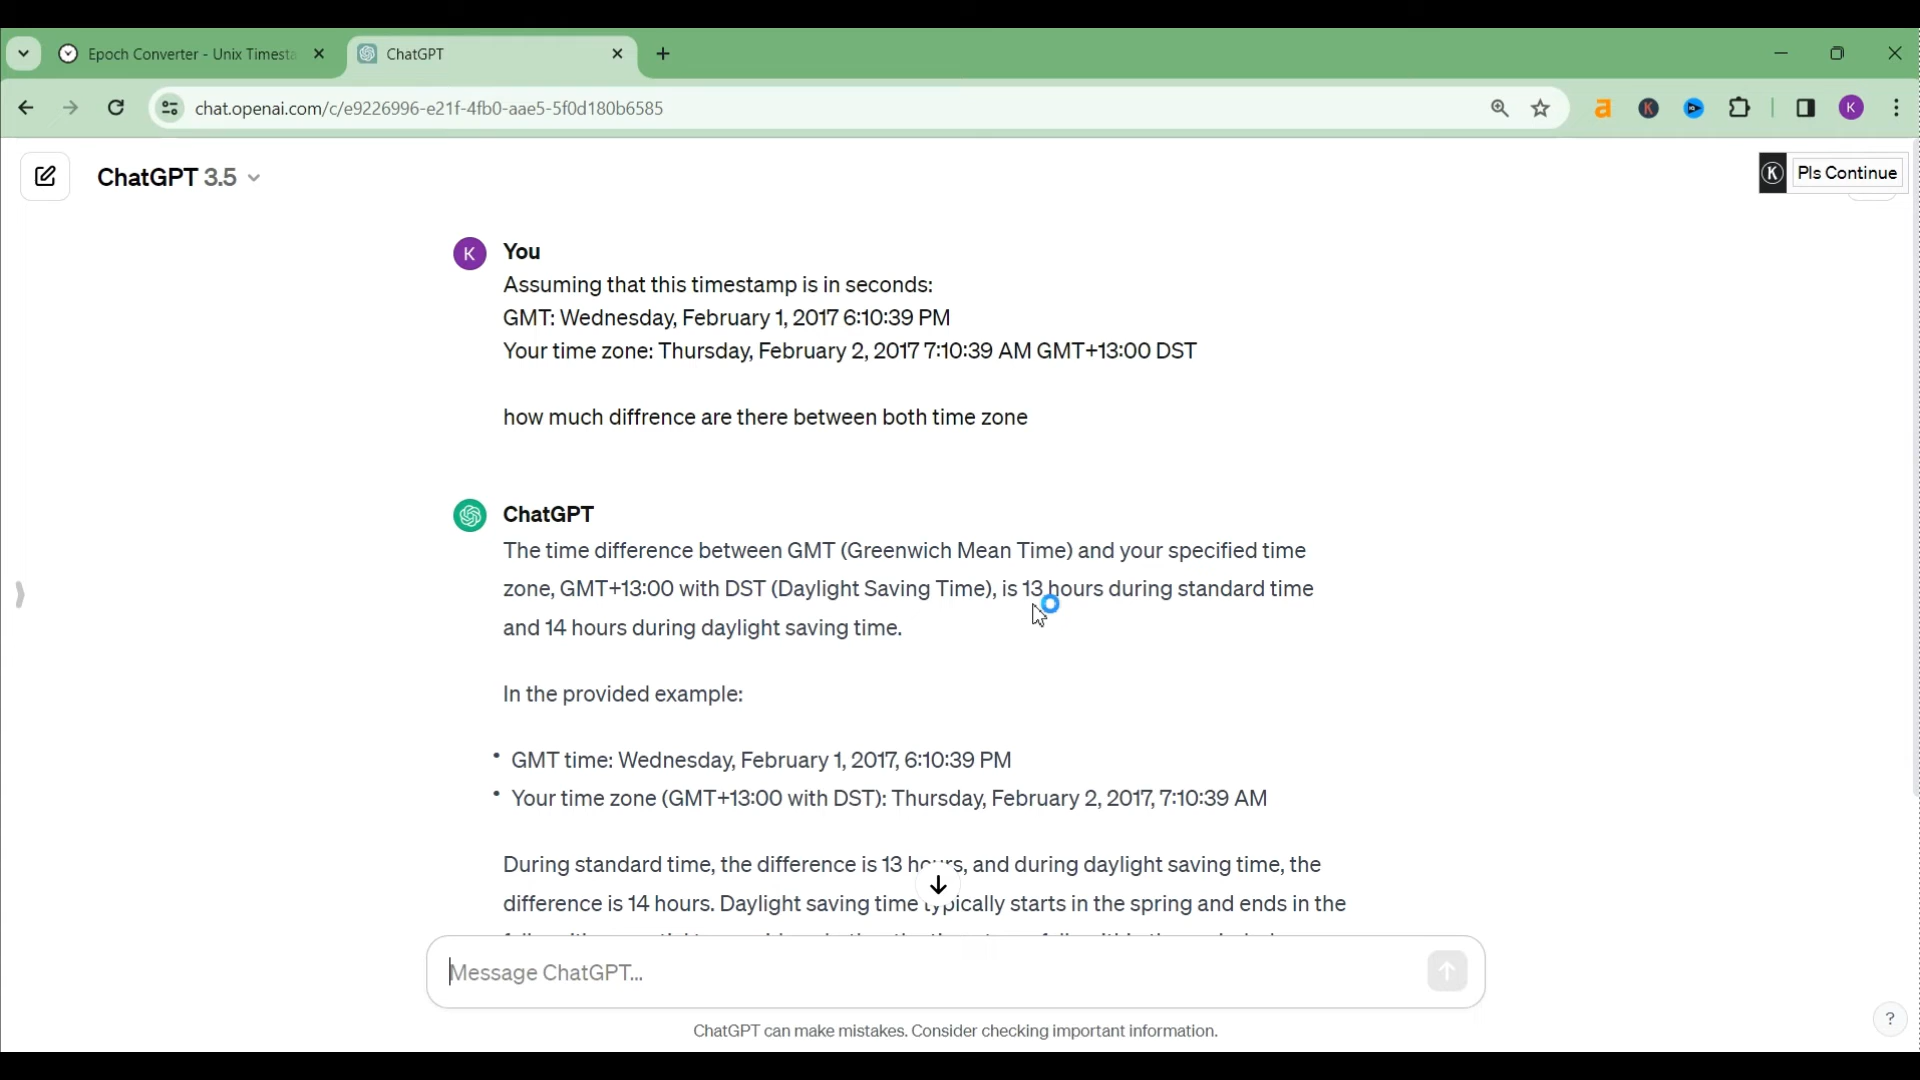 Epoch Converter - Unix Timesta
ChatGPT
chat.openai.com/c/e9226996-e21f-4fb0-aae5-5f0d180b6585
K
ChatGPT 3.5
K
Pls Continue
K
You
Assuming that this timestamp is in seconds:
GMT: Wednesday, February 1, 2017 6:10:39 PM
Your time zone: Thursday, February 2, 2017 7:10:39 AM GMT+13:00 DST
how much diffrence are there between both time zone
ChatGPT
The time difference between GMT (Greenwich Mean Time) and your specified time
zone, GMT+13:00 with DST (Daylight Saving Time), is 13 hours during standard time
and 14 hours during daylight saving time.
In the provided example:
• GMT time: Wednesday, February 1, 2017, 6:10:39 PM
• Your time zone (GMT+13:00 with DST): Thursday, February 2, 2017, 7:10:39 AM
During standard time, the difference is 13 hours, and during daylight saving time, the
difference is 14 hours. Daylight saving time typically starts in the spring and ends in the
Message ChatGPT...
ChatGPT can make mistakes. Consider checking important information.
?